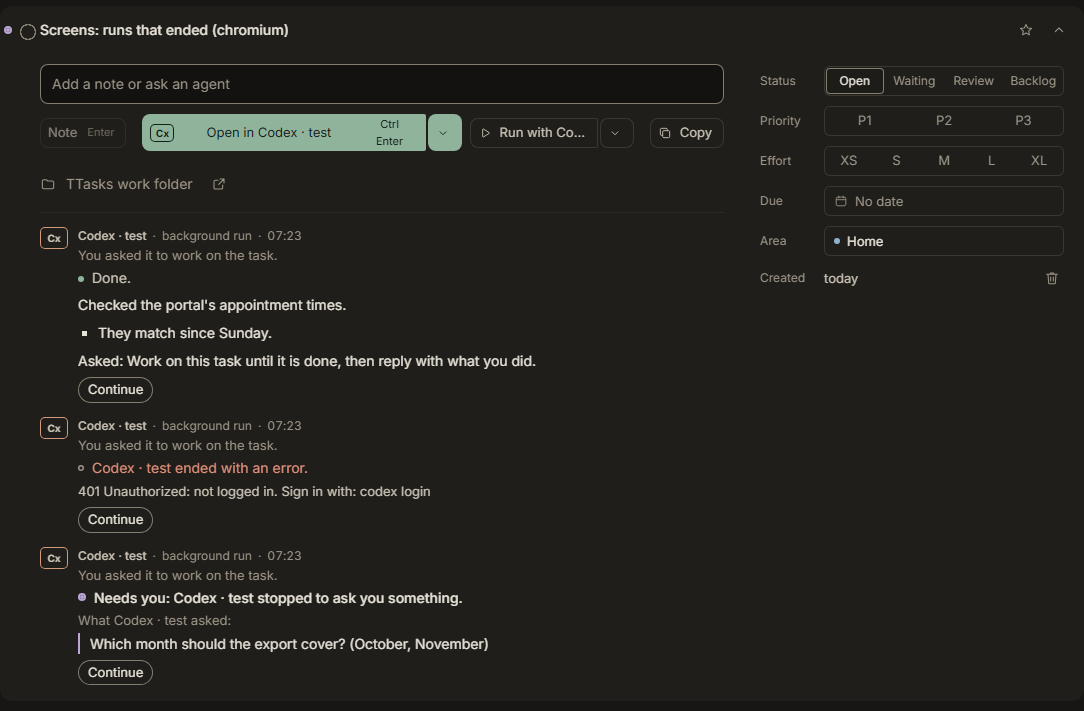 Screens: runs that ended (chromium)
Add a note or ask an agent
Note Enter
Cx Open in Codex · test Ctrl Enter
Run with Co...
Copy
TTasks work folder
Cx Codex · test · background run · 07:23
You asked it to work on the task.
Done.
Checked the portal's appointment times.
▪ They match since Sunday.
Asked: Work on this task until it is done, then reply with what you did.
Continue
Cx Codex · test · background run · 07:23
You asked it to work on the task.
Codex · test ended with an error.
401 Unauthorized: not logged in. Sign in with: codex login
Continue
Cx Codex · test · background run · 07:23
You asked it to work on the task.
Needs you: Codex · test stopped to ask you something.
What Codex · test asked:
Which month should the export cover? (October, November)
Continue
Status Open Waiting Review Backlog
Priority P1 P2 P3
Effort XS S M L XL
Due No date
Area Home
Created today